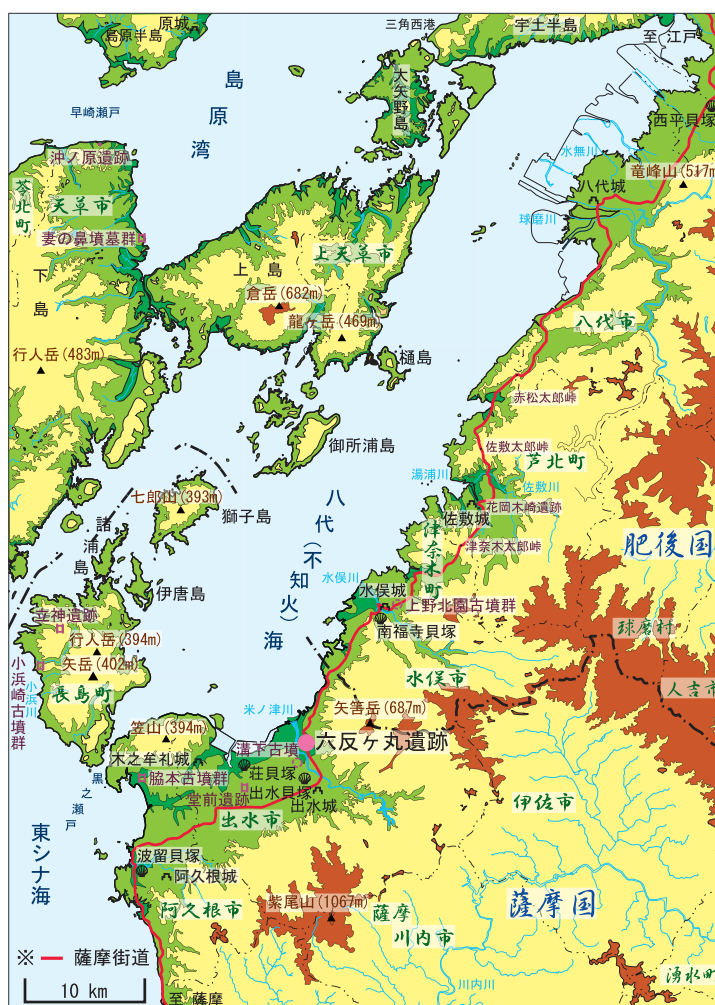 原城
島原半島
三角西港
宇土半島
至 江戸
島原湾
大矢野島
早崎瀬戸
西平貝塚
水無川
沖ノ原遺跡
竜峰山(517m)
苓北町
天草市
八代城
球磨川
妻の鼻墳墓群
上島
上天草市
下島
倉岳(682m)
龍ヶ岳(469m)
八代市
行人岳(483m)
樋島
赤松太郎峠
御所浦島
佐敷太郎峠
芦北町
湯浦川
佐敷川
七郎山(393m)
獅子島
花岡木崎遺跡
佐敷城
八代(不知火)海
諸浦島
津奈木町
津奈木太郎峠
肥後国
水俣川
伊唐島
水俣城
上野北園古墳群
立神遺跡
南福寺貝塚
球磨村
行人岳(394m)
矢岳(402m)
小浜崎古墳群
小浜川
長島町
水俣市
人吉市
米ノ津川
矢筈岳(687m)
笠山(394m)
六反ヶ丸遺跡
溝下古墳
木之牟礼城
荘貝塚
脇本古墳群
出水貝塚
黒之瀬戸
堂前遺跡
出水城
出水市
伊佐市
東シナ海
波留貝塚
阿久根城
紫尾山(1067m)
阿久根市
薩摩川内市
薩摩国
※ 薩摩街道
湧水町
10 km
至 薩摩
川内川